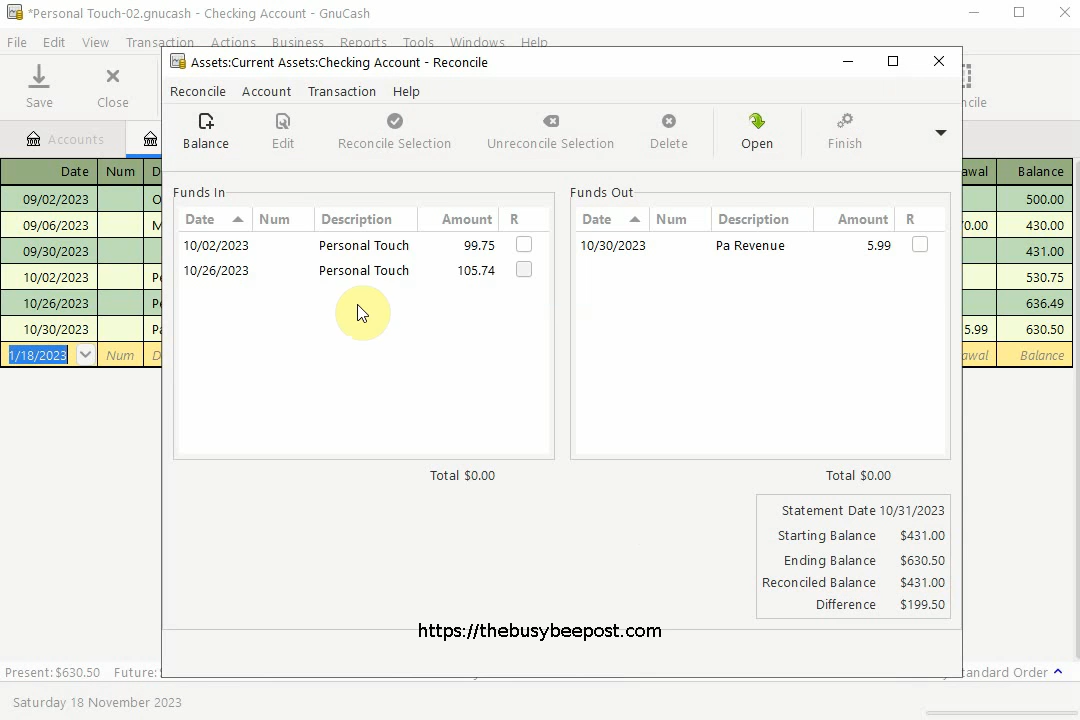 *Personal Touch-02.gnucash - Checking Account - GnuCash
File Edit View Transaction Actions Business Reports Tools Windows Help
Save Close
Accounts
Date Num
09/02/2023
09/06/2023
09/30/2023
10/02/2023
10/26/2023
10/30/2023
1/18/2023 Num
Assets:Current Assets:Checking Account - Reconcile
Reconcile Account Transaction Help
Balance Edit Reconcile Selection Unreconcile Selection Delete Open Finish
Funds In
Date Num Description Amount R
10/02/2023 Personal Touch 99.75
10/26/2023 Personal Touch 105.74
Total $0.00
Funds Out
Date Num Description Amount R
10/30/2023 Pa Revenue 5.99
Total $0.00
Statement Date 10/31/2023
Starting Balance $431.00
Ending Balance $630.50
Reconciled Balance $431.00
Difference $199.50
https://thebusybeepost.com
Balance
500.00
430.00
431.00
530.75
636.49
5.99 630.50
Balance
Present: $630.50 Future:
Standard Order
Saturday 18 November 2023